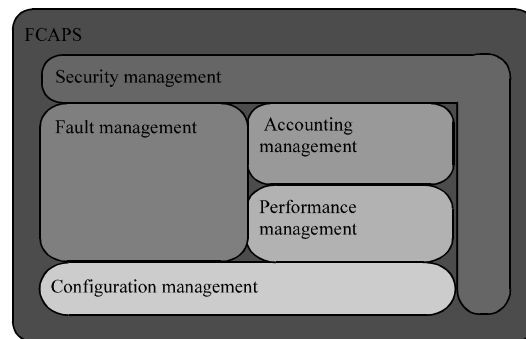 FCAPS
Security management
Fault management
Accounting
management
Performance
management
Configuration management